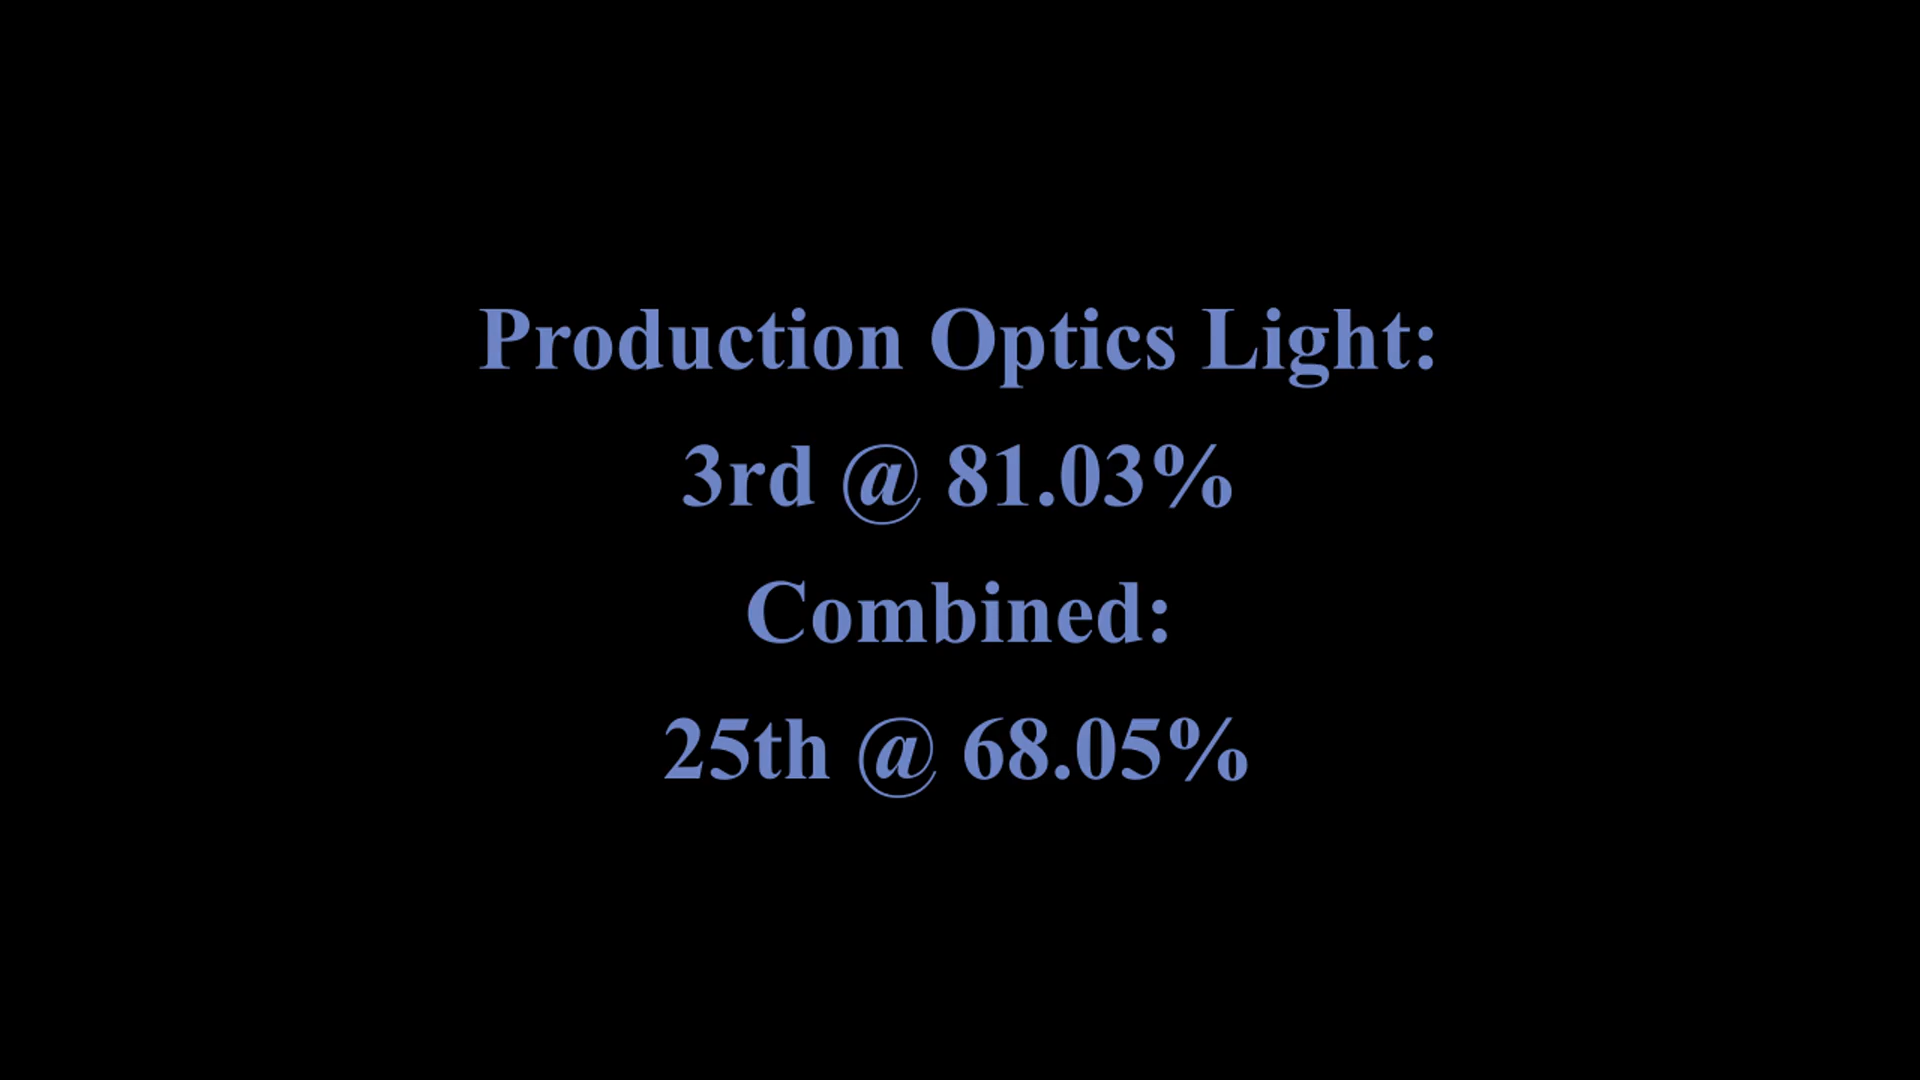 Production Optics Light:
3rd @ 81.03%
Combined:
25th @ 68.05%